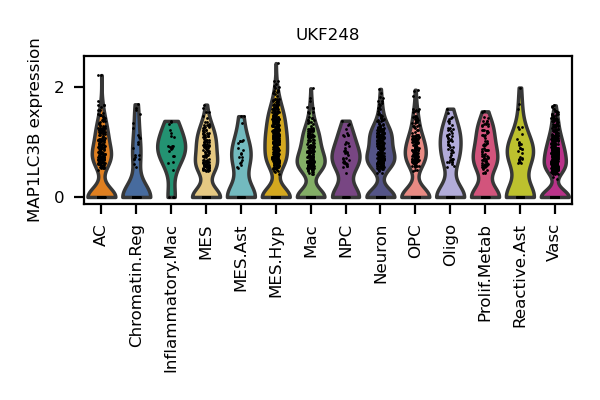 UKF248
MAP1LC3B expression
2
0
AC
Chromatin.Reg
Inflammatory.Mac
MES
MES.Ast
MES.Hyp
Mac
NPC
Neuron
OPC
Oligo
Prolif.Metab
Reactive.Ast
Vasc